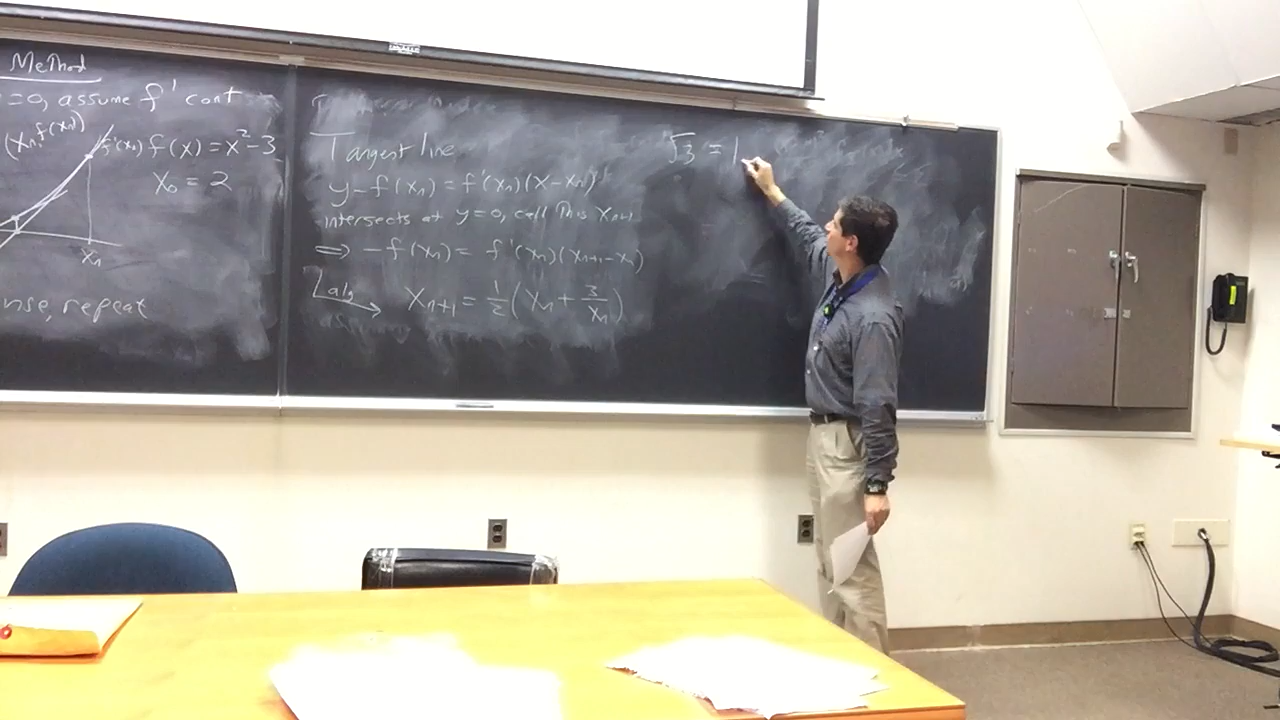 Method
=0, assume f' cont
(xₙ, f(xₙ))
f'(xₙ) f(x) = x² - 3
x₀ = 2
xₙ
nse, repeat
Tangent line
y - f(xₙ) = f'(xₙ)(x - xₙ)
intersects at y=0, call this xₙ₊₁
⟹ -f(xₙ) = f'(xₙ)(xₙ₊₁ - xₙ)
alg
xₙ₊₁ = 1/2 (xₙ + 3/xₙ)
√3 = 1.